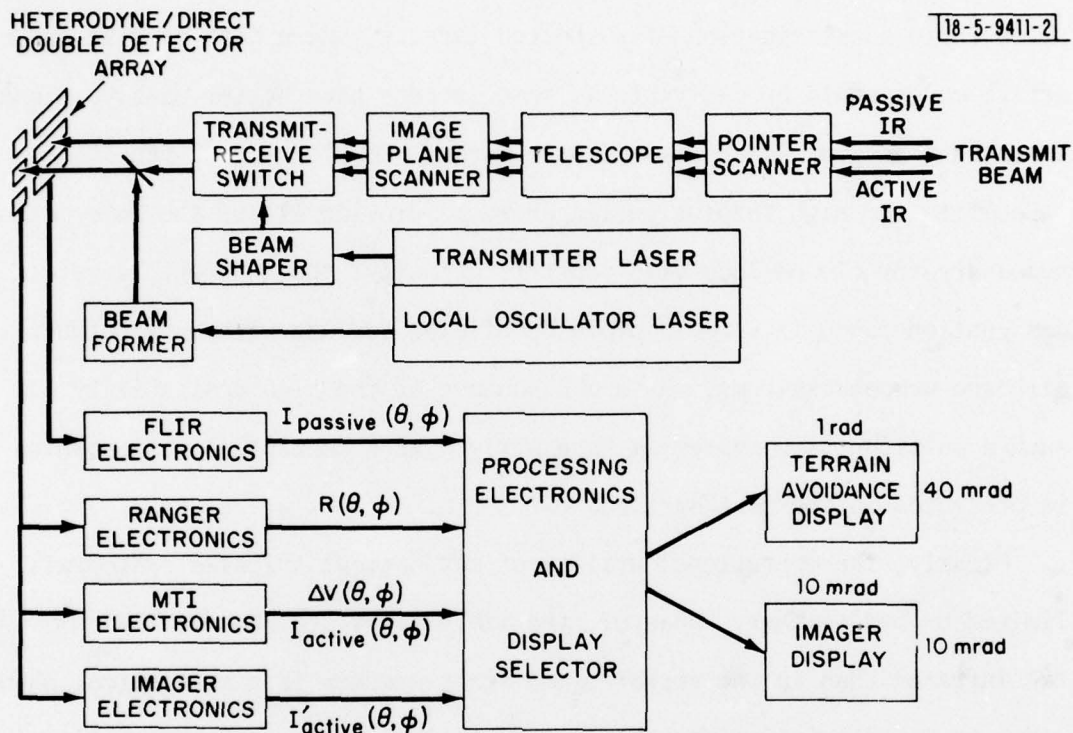 HETERODYNE/DIRECT
DOUBLE DETECTOR
ARRAY
18-5-9411-2
TRANSMIT-
RECEIVE
SWITCH
IMAGE
PLANE
SCANNER
TELESCOPE
POINTER
SCANNER
PASSIVE
IR
TRANSMIT
BEAM
ACTIVE
IR
BEAM
SHAPER
TRANSMITTER LASER
BEAM
FORMER
LOCAL OSCILLATOR LASER
FLIR
ELECTRONICS
I passive (θ, φ)
RANGER
ELECTRONICS
R(θ, φ)
MTI
ELECTRONICS
ΔV(θ, φ)
I active (θ, φ)
IMAGER
ELECTRONICS
I′ active (θ, φ)
PROCESSING
ELECTRONICS
AND
DISPLAY
SELECTOR
1 rad
TERRAIN
AVOIDANCE
DISPLAY
40 mrad
10 mrad
IMAGER
DISPLAY
10 mrad